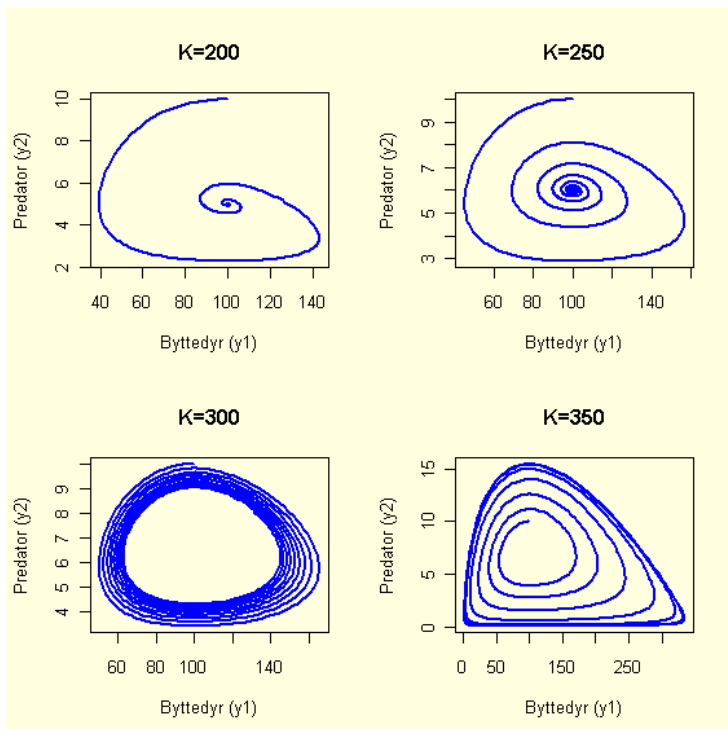 K=200
10
8
6
4
2
Predator (y2)
40 60 80 100 120 140
Byttedyr (y1)
K=250
9
7
6
5
3
Predator (y2)
60 80 100 140
Byttedyr (y1)
K=300
9
8
7
6
5
4
Predator (y2)
60 80 100 140
Byttedyr (y1)
K=350
15
10
5
0
Predator (y2)
0 50 150 250
Byttedyr (y1)